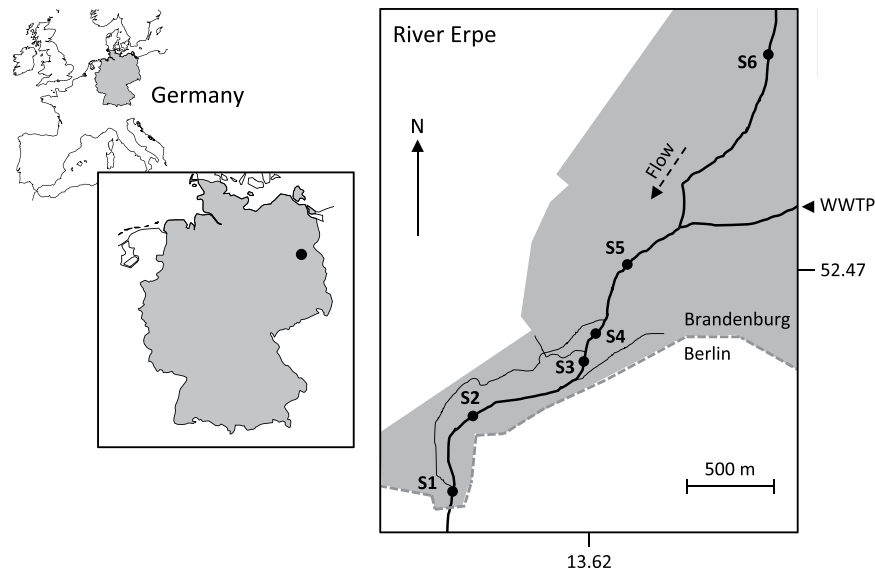 Germany
River Erpe
S6
N
Flow
WWTP
S5
52.47
Brandenburg
S4
Berlin
S3
S2
500 m
S1
13.62